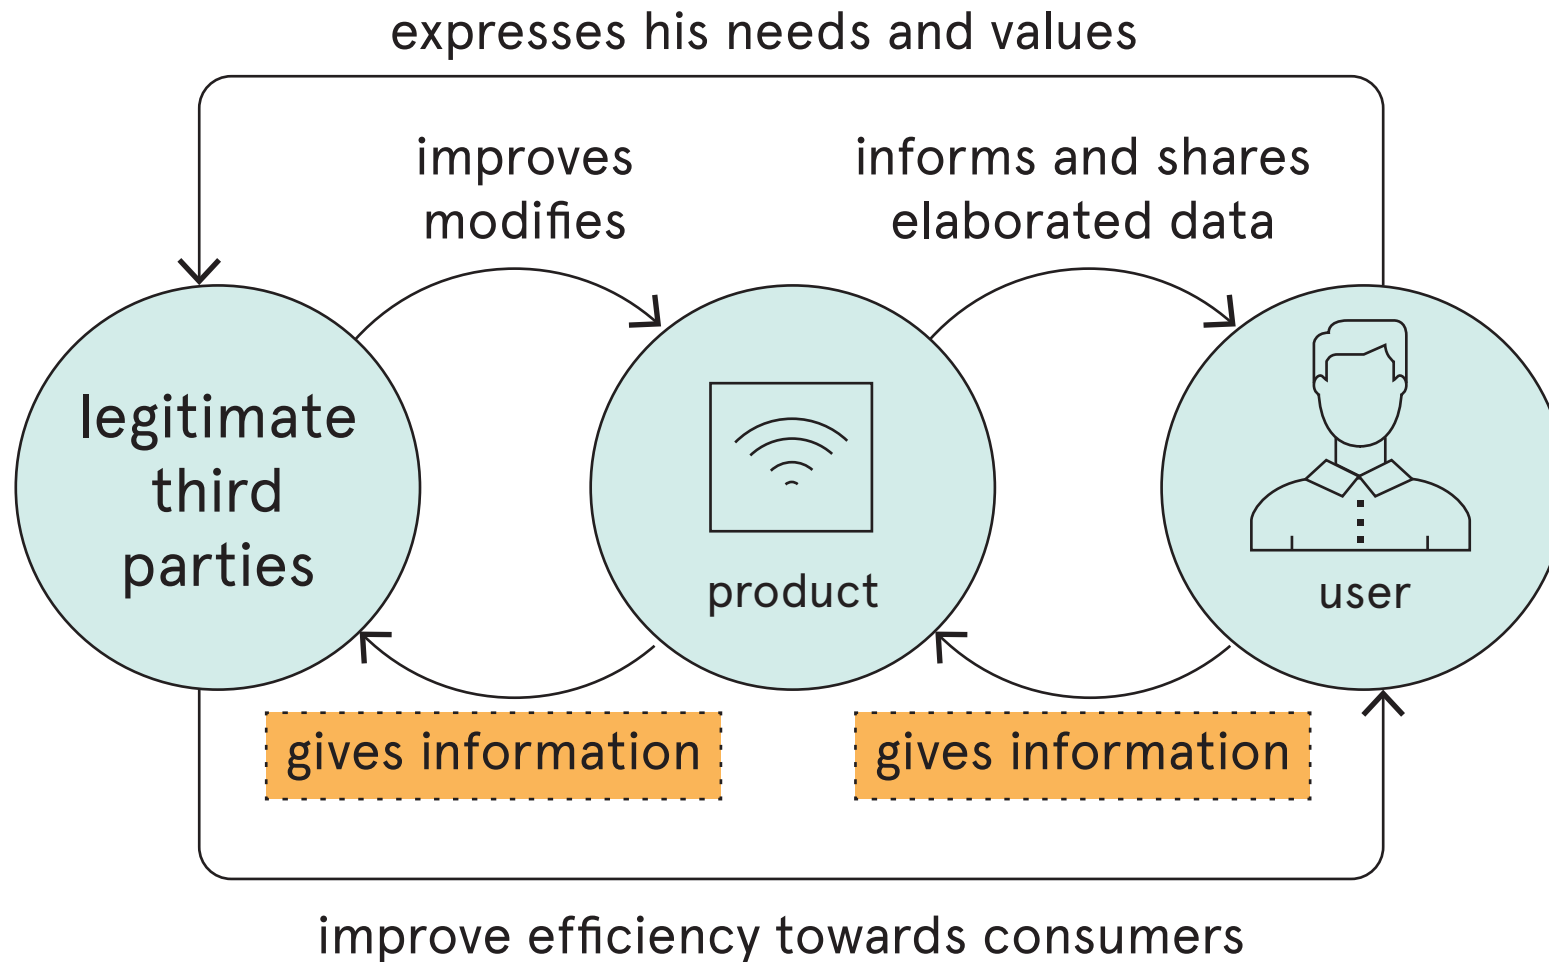 expresses his needs and values
improves
modifies
informs and shares
elaborated data
legitimate
third
parties
product
user
gives information
gives information
improve efficiency towards consumers